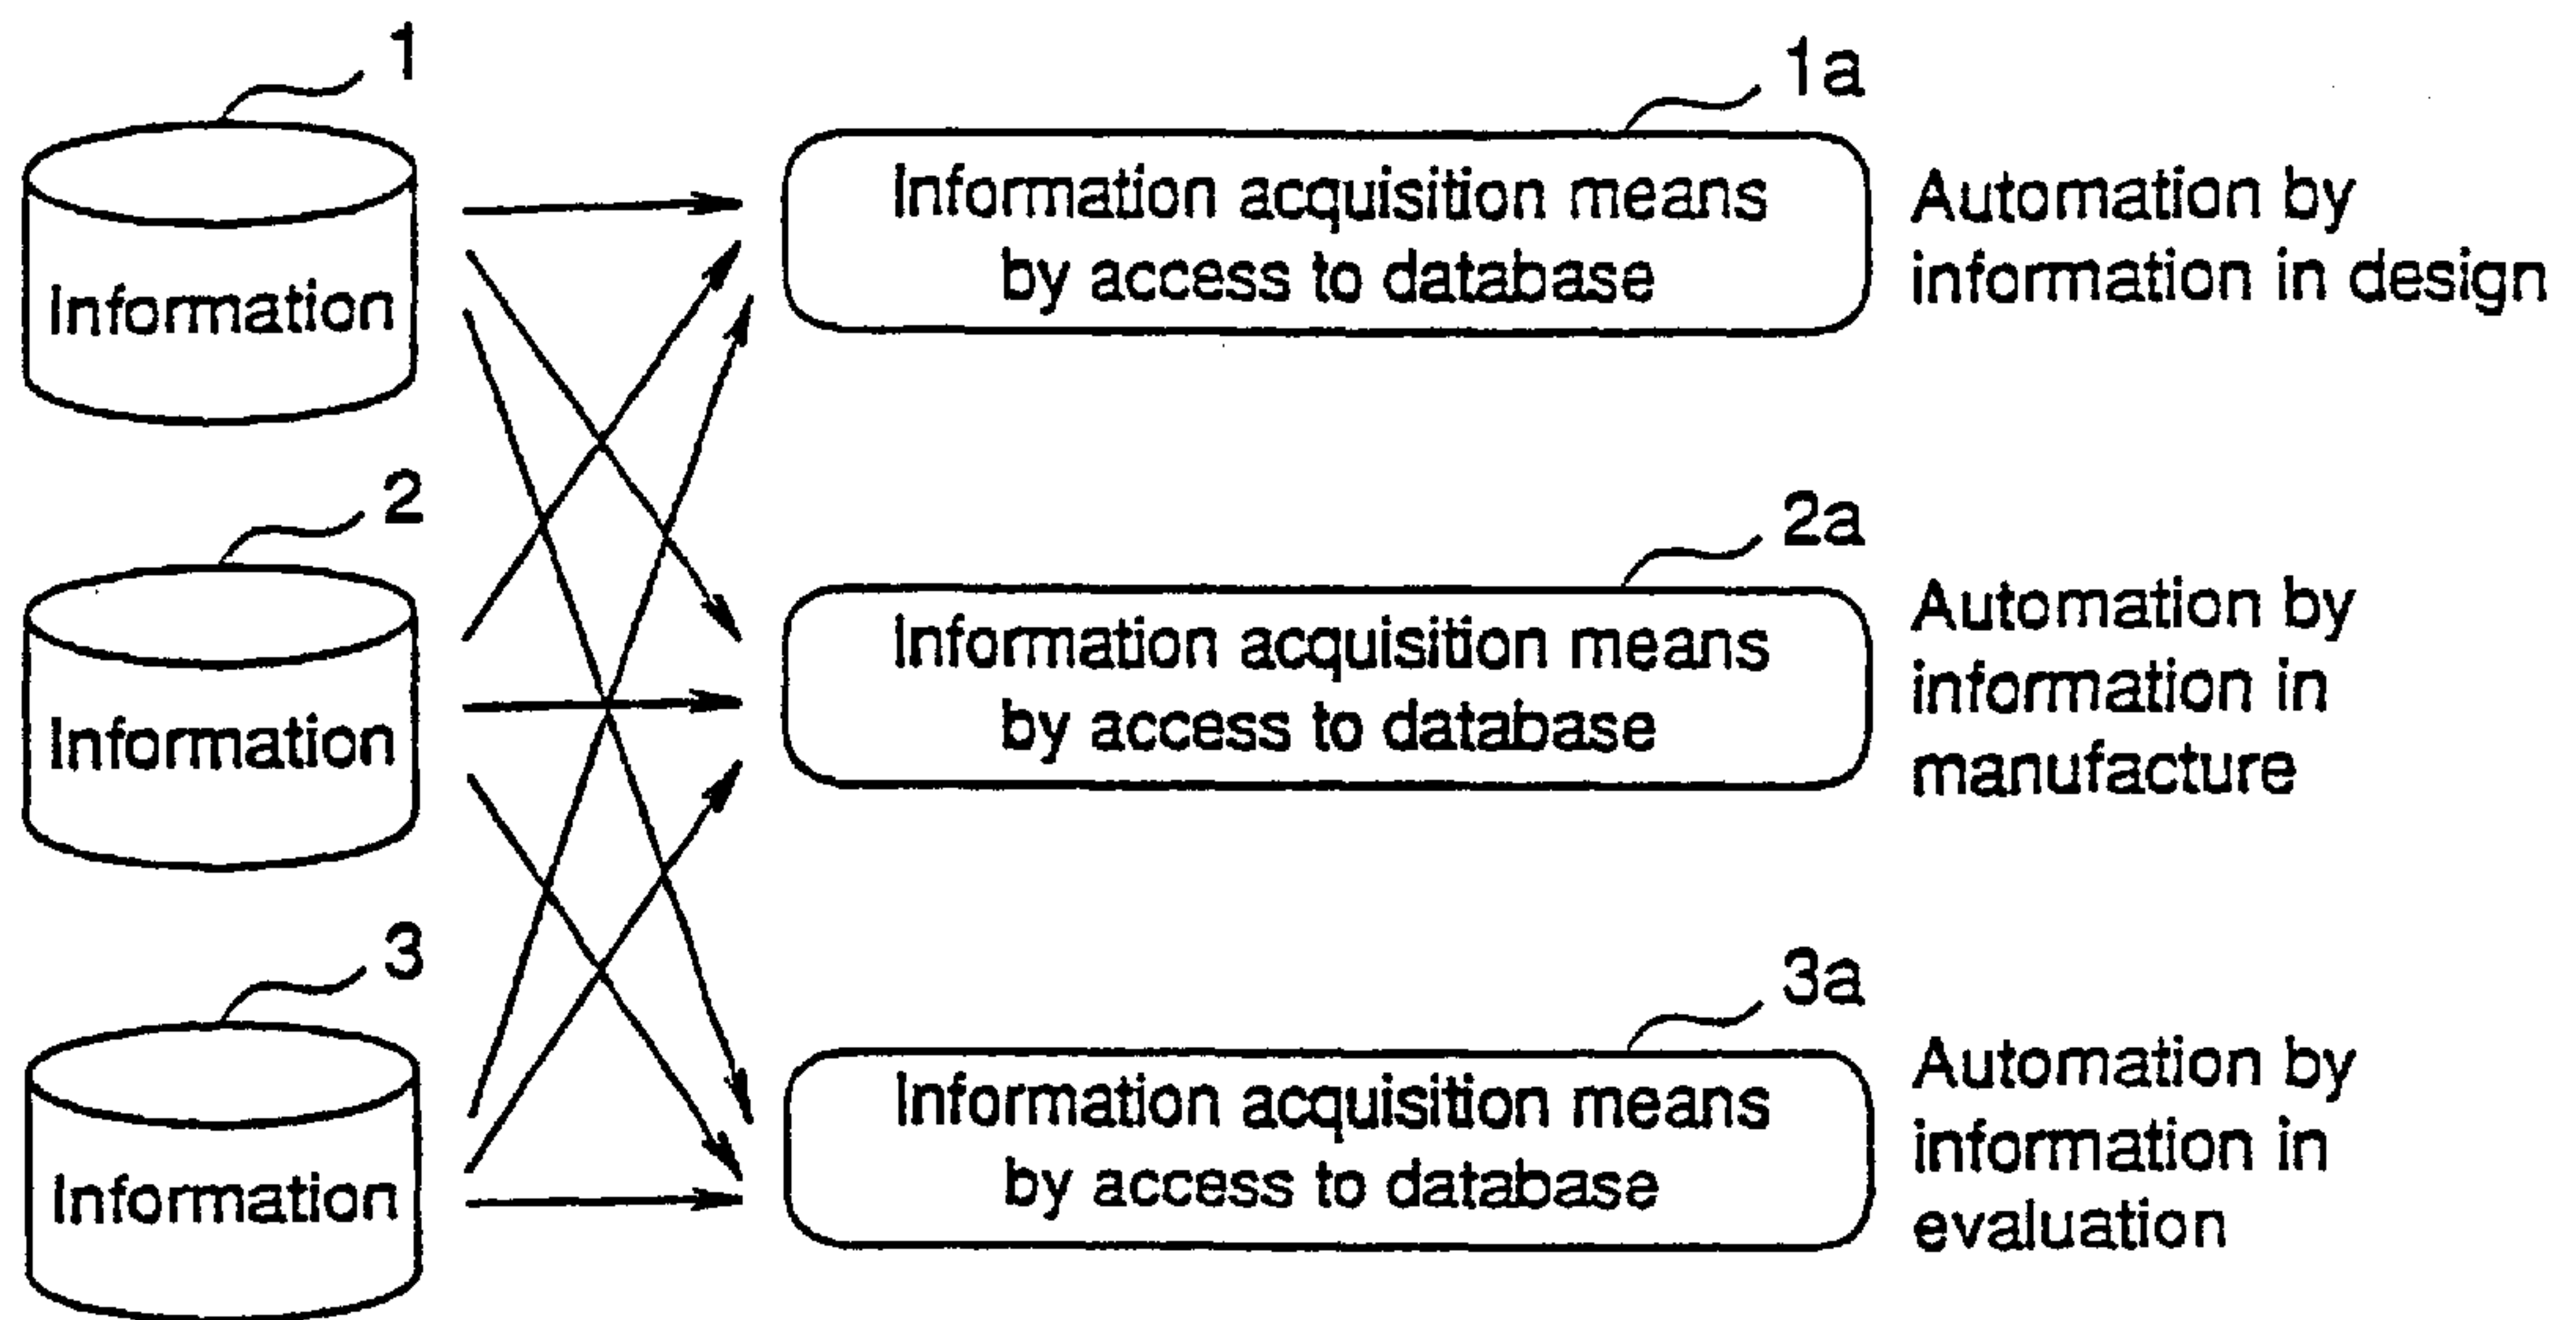 1
1a
Information
Information acquisition means
by access to database
Automation by
information in design
2
2a
Information
Information acquisition means
by access to database
Automation by
information in
manufacture
3
3a
Information
Information acquisition means
by access to database
Automation by
information in
evaluation